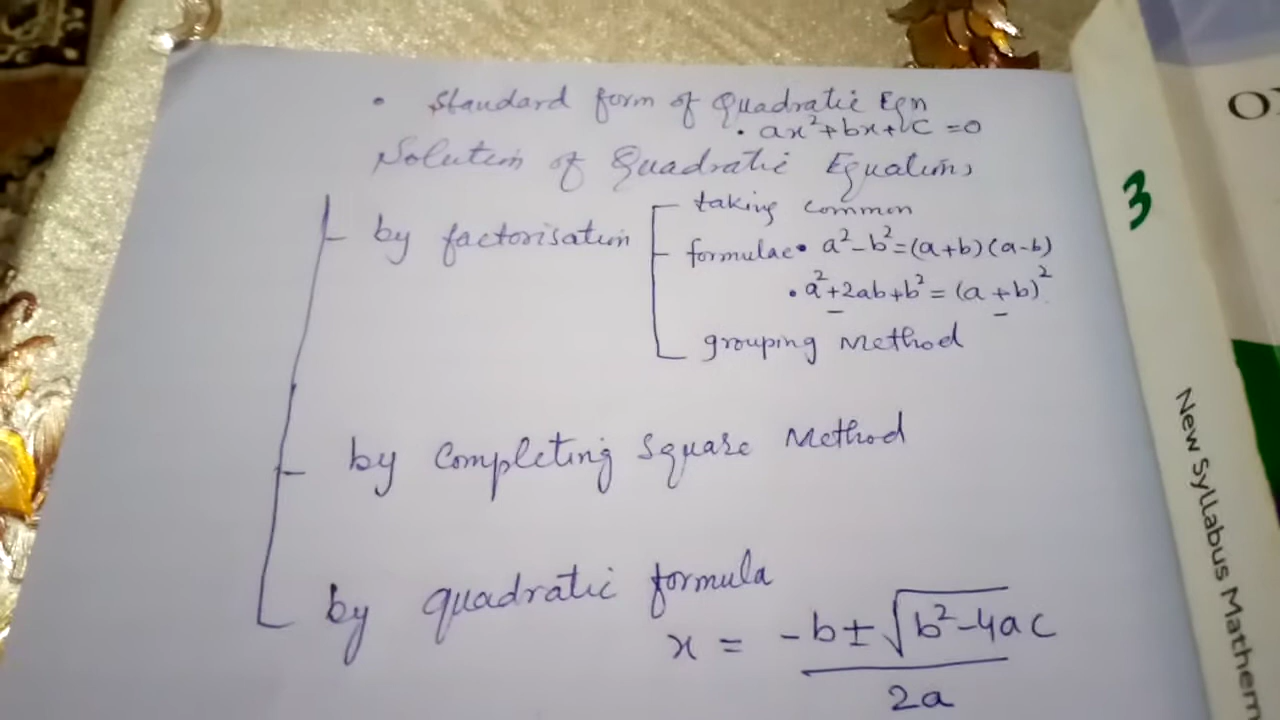 • Standard form of Quadratic Eqn
• ax²+bx+c=0
Solution of Quadratic Equations
by factorisation
taking common
formulae • a²-b²=(a+b)(a-b)
• a²±2ab+b²=(a±b)²
grouping Method
by Completing Square Method
by quadratic formula
x = -b±√b²-4ac
2a
3
New Syllabus Mathem